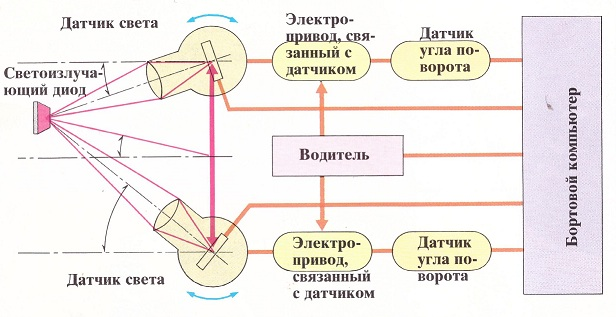 Датчик света
Светоизлуча-
ющий диод
Электро-
привод, свя-
занный с
датчиком
Датчик
угла по-
ворота
Водитель
Бортовой компьютер
Датчик света
Электро-
привод,
связанный
с датчиком
Датчик
угла по-
ворота